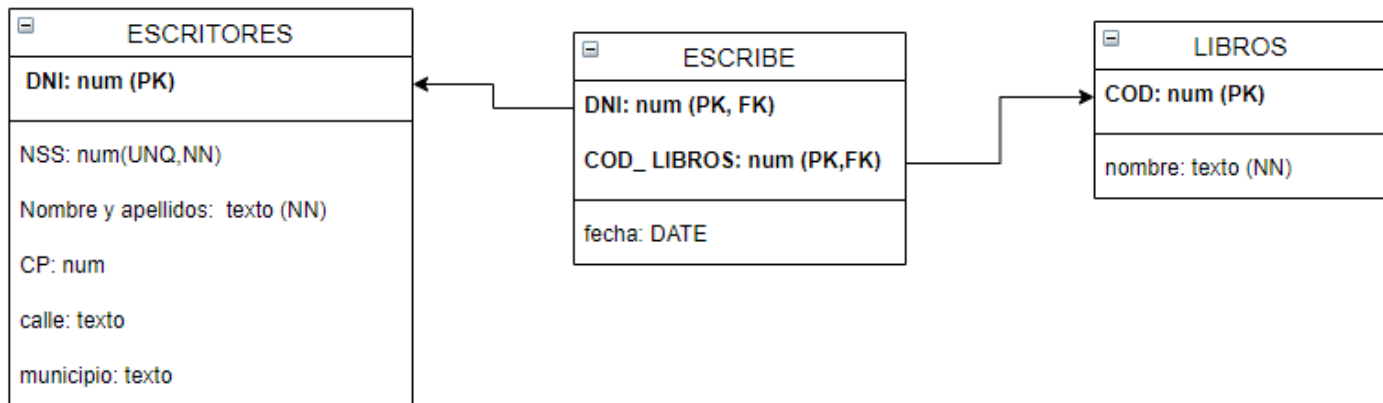 ESCRITORES
DNI: num (PK)
NSS: num(UNQ,NN)
Nombre y apellidos:  texto (NN)
CP: num
calle: texto
municipio: texto
ESCRIBE
DNI: num (PK, FK)
COD_ LIBROS: num (PK,FK)
fecha: DATE
LIBROS
COD: num (PK)
nombre: texto (NN)